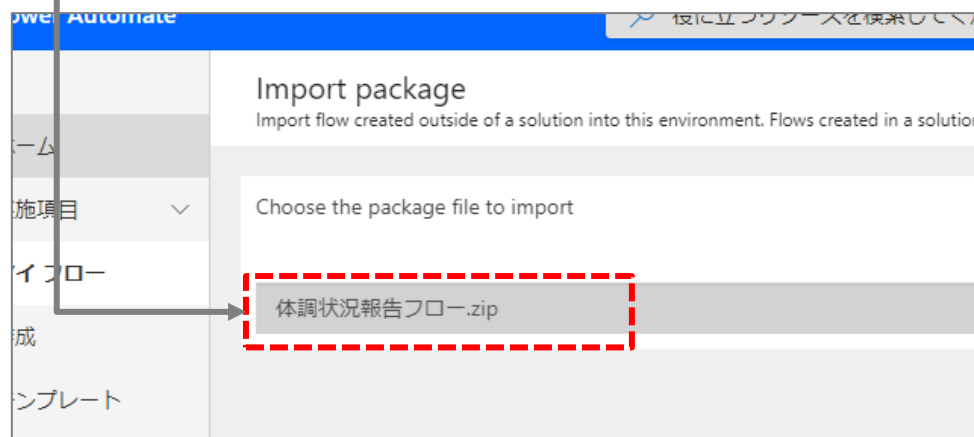 ower Automate
役に立つリソースを検索してくだ
Import package
Import flow created outside of a solution into this environment. Flows created in a solution
ーム
施項目
Choose the package file to import
イ フロー
体調状況報告フロー.zip
成
ンプレート